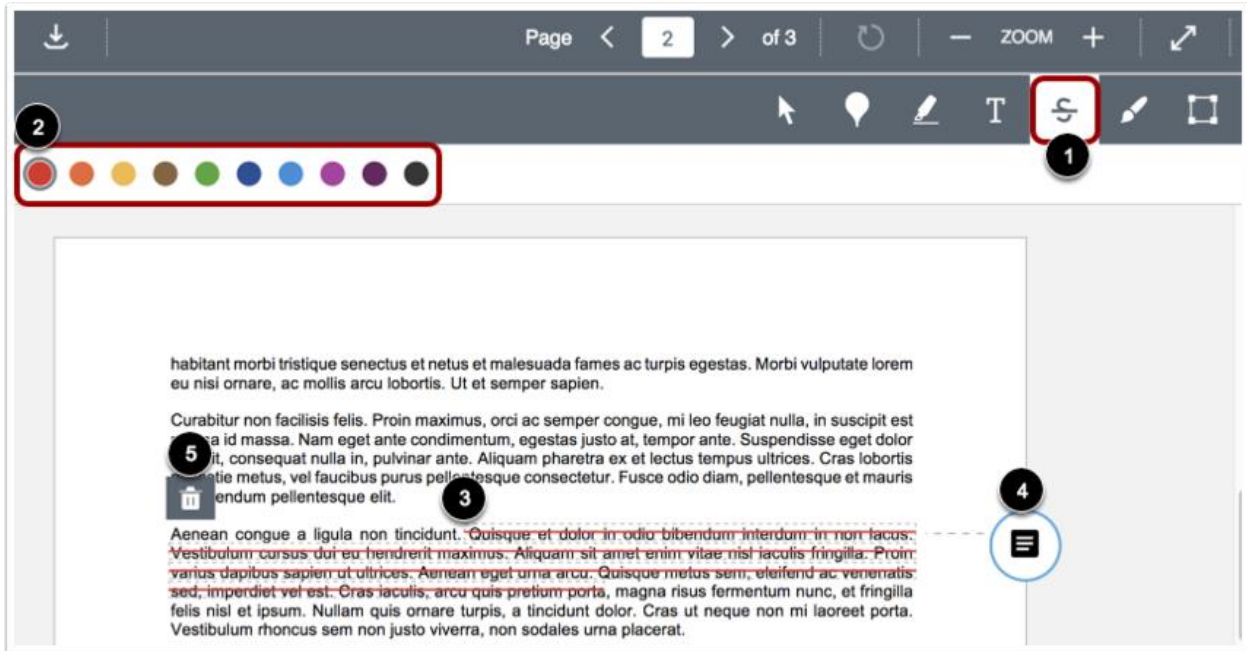 Page 2 of 3 ZOOM
T S
2
1
habitant morbi tristique senectus et netus et malesuada fames ac turpis egestas. Morbi vulputate lorem
eu nisi ornare, ac mollis arcu lobortis. Ut et semper sapien.
Curabitur non facilisis felis. Proin maximus, orci ac semper congue, mi leo feugiat nulla, in suscipit est
a id massa. Nam eget ante condimentum, egestas justo at, tempor ante. Suspendisse eget dolor
5 it, consequat nulla in, pulvinar ante. Aliquam pharetra ex et lectus tempus ultrices. Cras lobortis
tie metus, vel faucibus purus pellentesque consectetur. Fusce odio diam, pellentesque et mauris
endum pellentesque elit.
3
4
Aenean congue a ligula non tincidunt. Quisque et dolor in odio bibendum interdum in non lacus.
Vestibulum cursus dui eu hendrerit maximus. Aliquam sit amet enim vitae nisl iaculis fringilla. Proin
varius dapibus sapien ut ultrices. Aenean eget urna arcu. Quisque metus sem, eleifend ac venenatis
sed, imperdiet vel est. Cras iaculis, arcu quis pretium porta, magna risus fermentum nunc, et fringilla
felis nisl et ipsum. Nullam quis ornare turpis, a tincidunt dolor. Cras ut neque non mi laoreet porta.
Vestibulum rhoncus sem non justo viverra, non sodales urna placerat.